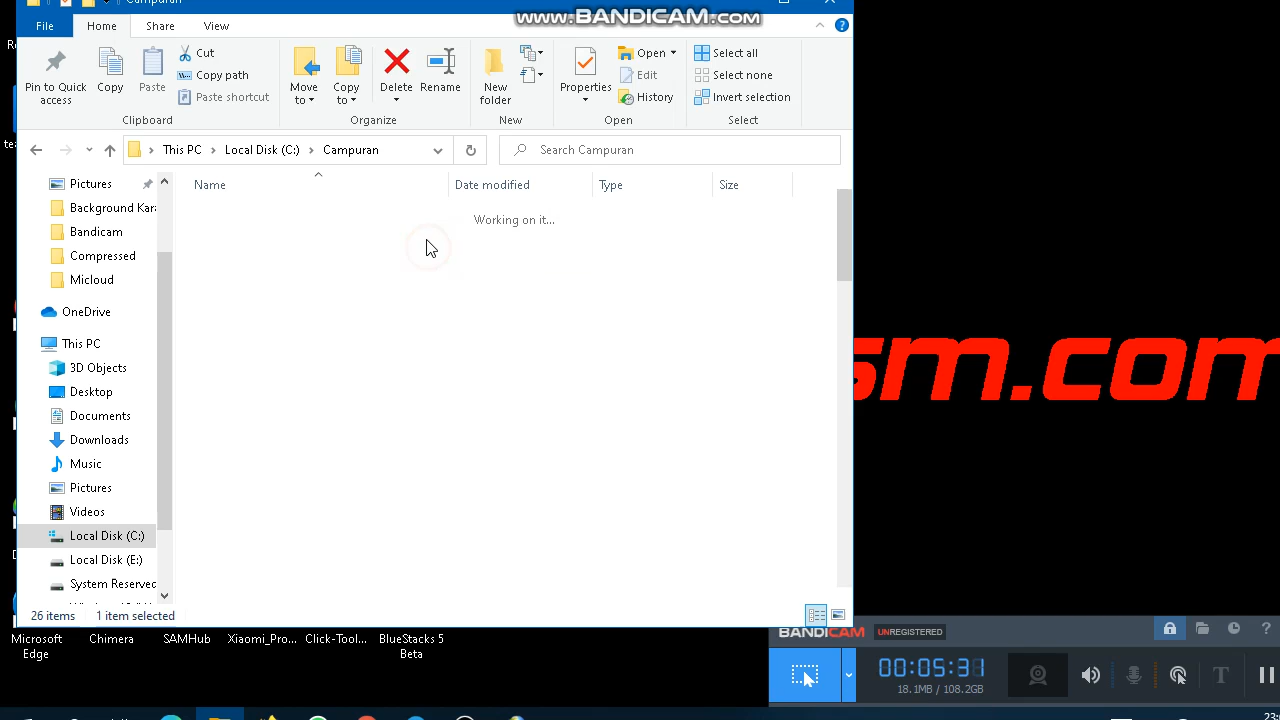 Campuran
www.BANDICAM.com
File
Home
Share
View
Pin to Quick access
Copy
Paste
Cut
Copy path
Paste shortcut
Clipboard
Move to
Copy to
Delete
Rename
Organize
New folder
New
Properties
Open
Edit
History
Open
Select all
Select none
Invert selection
Select
This PC
Local Disk (C:)
Campuran
Search Campuran
Name
Date modified
Type
Size
Working on it...
Pictures
Background Kar
Bandicam
Compressed
Micloud
OneDrive
This PC
3D Objects
Desktop
Documents
Downloads
Music
Pictures
Videos
Local Disk (C:)
Local Disk (E:)
System Reserved
26 items
1 item selected
sm.com
Microsoft Edge
Chimera
SAMHub
Xiaomi_Pro...
Click-Tool...
BlueStacks 5 Beta
BANDICAM
UNREGISTERED
00:05:31
18.1MB / 108.2GB